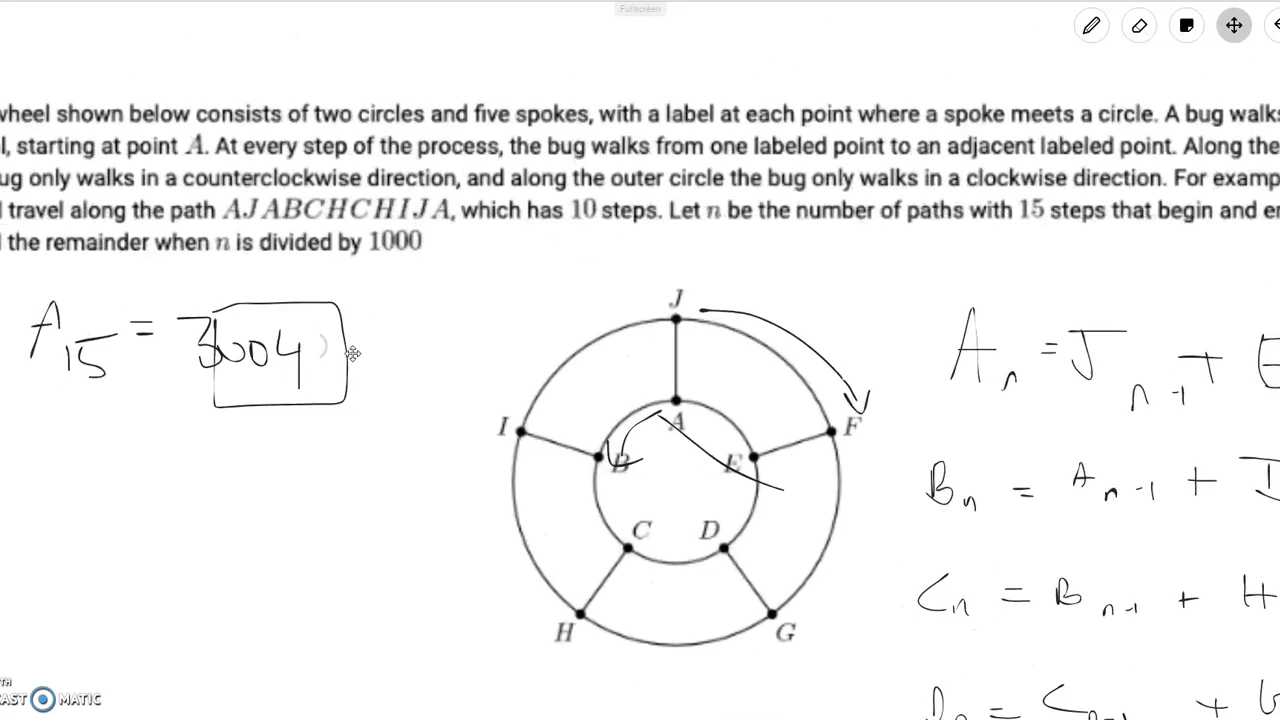 Fullscreen
wheel shown below consists of two circles and five spokes, with a label at each point where a spoke meets a circle. A bug walks
l, starting at point A. At every step of the process, the bug walks from one labeled point to an adjacent labeled point. Along the
ug only walks in a counterclockwise direction, and along the outer circle the bug only walks in a clockwise direction. For examp
l travel along the path AJABCHCHIJA, which has 10 steps. Let n be the number of paths with 15 steps that begin and en
l the remainder when n is divided by 1000
A15 = 3004
J
I
F
A
B
E
C
D
H
G
An = Jn-1 + E
Bn = An-1 + I
Cn = Bn-1 + H
Dn = Cn-1 + G
TH
AST MATIC